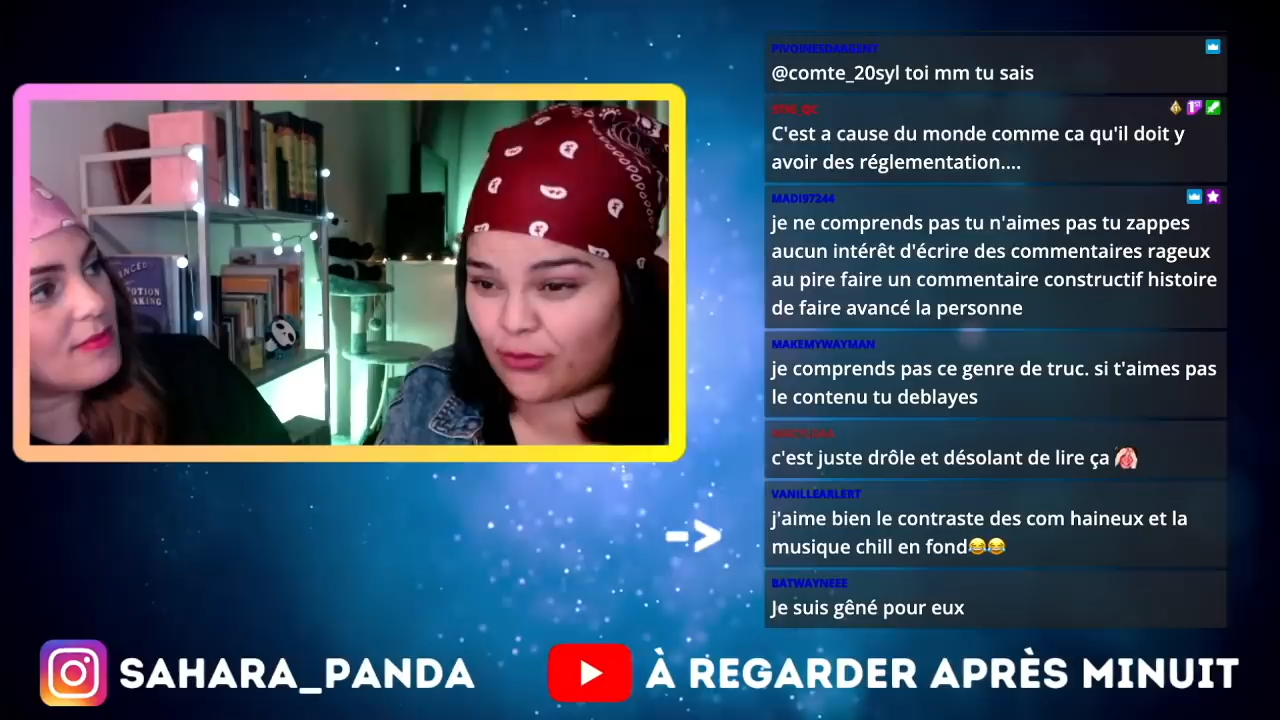 @comte_20syl toi mm tu sais
C'est a cause du monde comme ca qu'il doit y
avoir des réglementation....
MADI97244
je ne comprends pas tu n'aimes pas tu zappes
aucun intérêt d'écrire des commentaires rageux
au pire faire un commentaire constructif histoire
de faire avancé la personne
MAKEMYWAYMAN
je comprends pas ce genre de truc. si t'aimes pas
le contenu tu deblayes
c'est juste drôle et désolant de lire ça
VANILLEARLERT
j'aime bien le contraste des com haineux et la
musique chill en fond😂😂
BATWAYNEEE
Je suis gêné pour eux
->
SAHARA_PANDA
À REGARDER APRÈS MINUIT